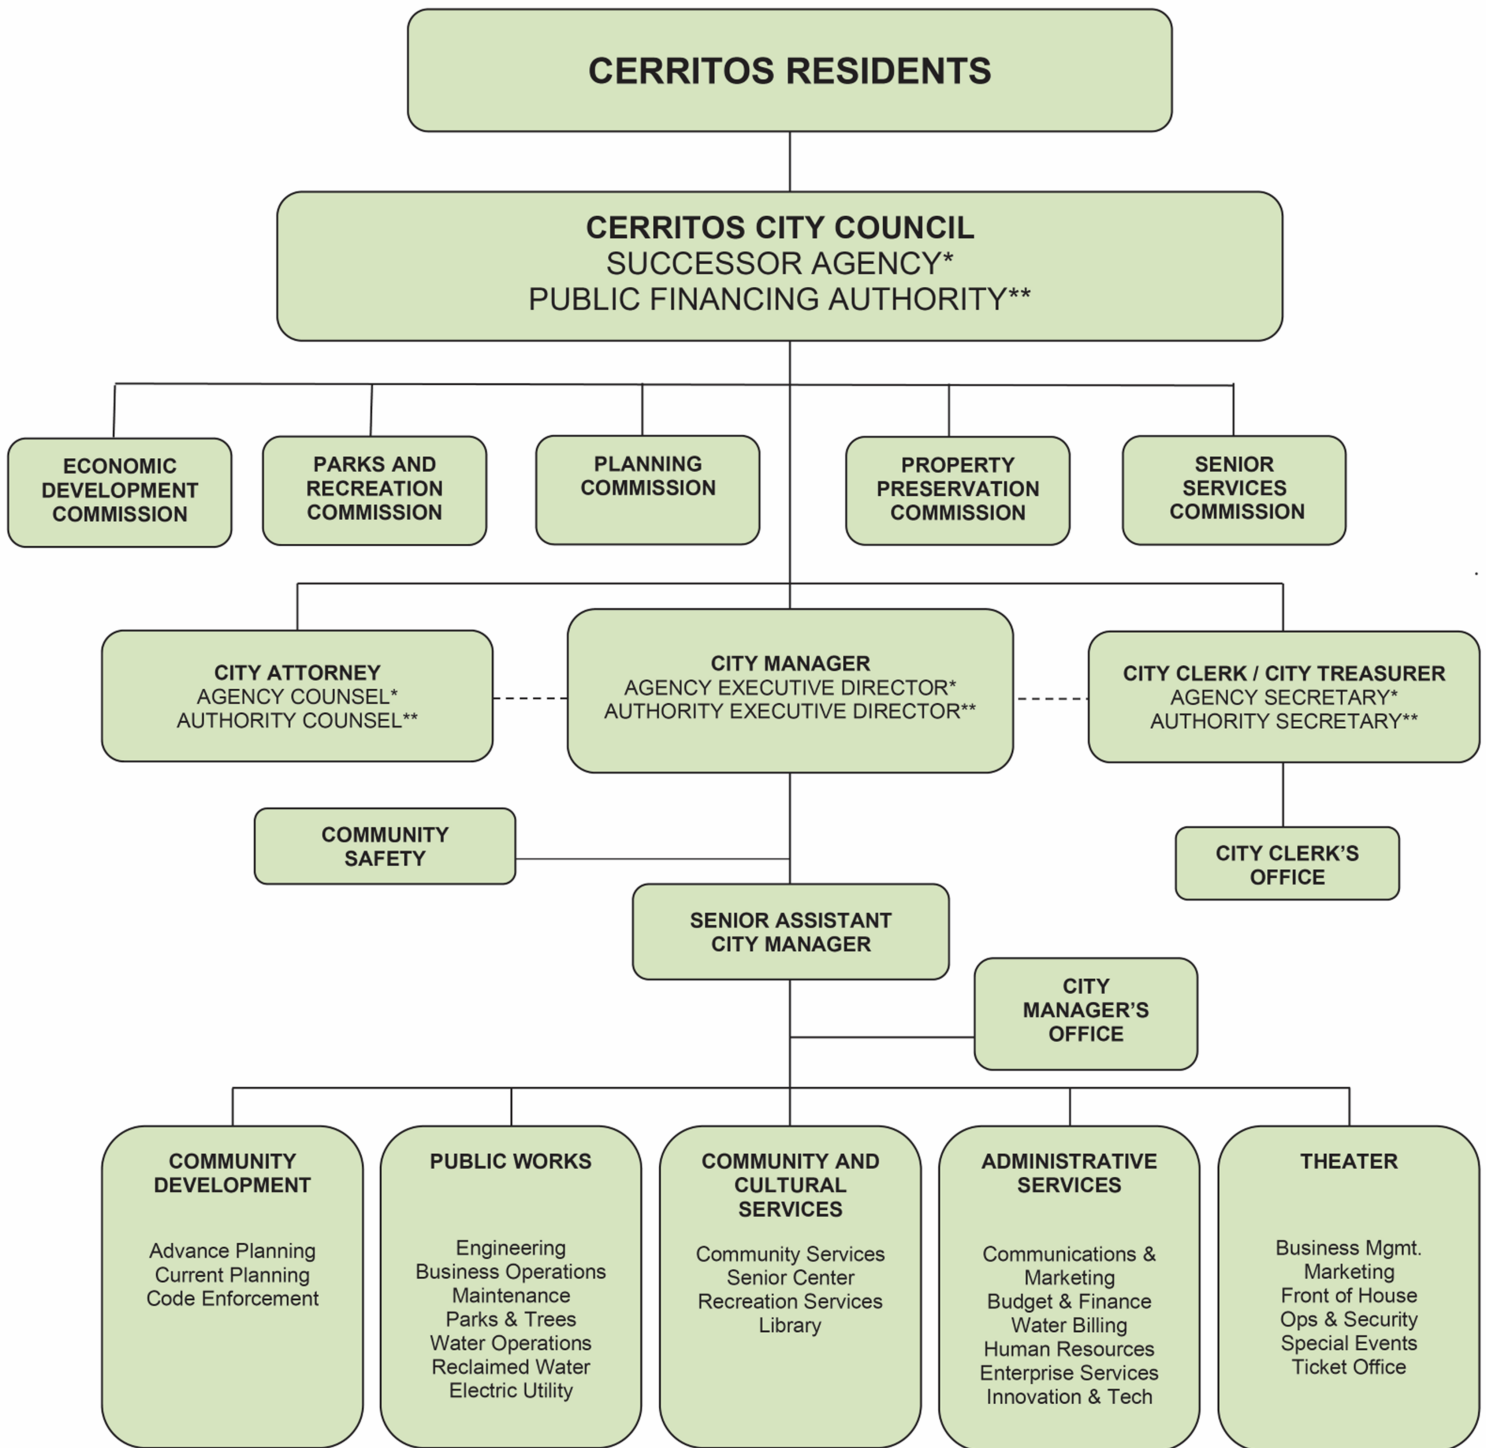 CERRITOS RESIDENTS
CERRITOS CITY COUNCIL
SUCCESSOR AGENCY*
PUBLIC FINANCING AUTHORITY**
ECONOMIC
DEVELOPMENT
COMMISSION
PARKS AND
RECREATION
COMMISSION
PLANNING
COMMISSION
PROPERTY
PRESERVATION
COMMISSION
SENIOR
SERVICES
COMMISSION
CITY ATTORNEY
AGENCY COUNSEL*
AUTHORITY COUNSEL**
CITY MANAGER
AGENCY EXECUTIVE DIRECTOR*
AUTHORITY EXECUTIVE DIRECTOR**
CITY CLERK / CITY TREASURER
AGENCY SECRETARY*
AUTHORITY SECRETARY**
COMMUNITY
SAFETY
CITY CLERK’S
OFFICE
SENIOR ASSISTANT
CITY MANAGER
CITY
MANAGER’S
OFFICE
COMMUNITY
DEVELOPMENT
Advance Planning
Current Planning
Code Enforcement
PUBLIC WORKS
Engineering
Business Operations
Maintenance
Parks & Trees
Water Operations
Reclaimed Water
Electric Utility
COMMUNITY AND
CULTURAL
SERVICES
Community Services
Senior Center
Recreation Services
Library
ADMINISTRATIVE
SERVICES
Communications &
Marketing
Budget & Finance
Water Billing
Human Resources
Enterprise Services
Innovation & Tech
THEATER
Business Mgmt.
Marketing
Front of House
Ops & Security
Special Events
Ticket Office